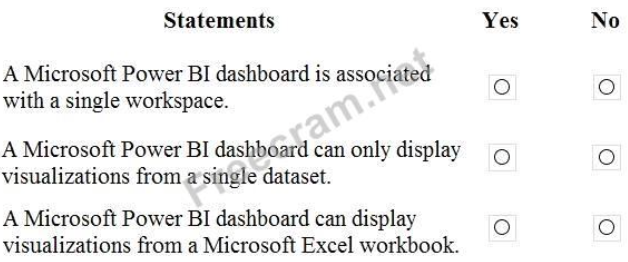 Statements Yes No
A Microsoft Power BI dashboard is associated
with a single workspace.
A Microsoft Power BI dashboard can only display
visualizations from a single dataset.
A Microsoft Power BI dashboard can display
visualizations from a Microsoft Excel workbook.
Freecram.net